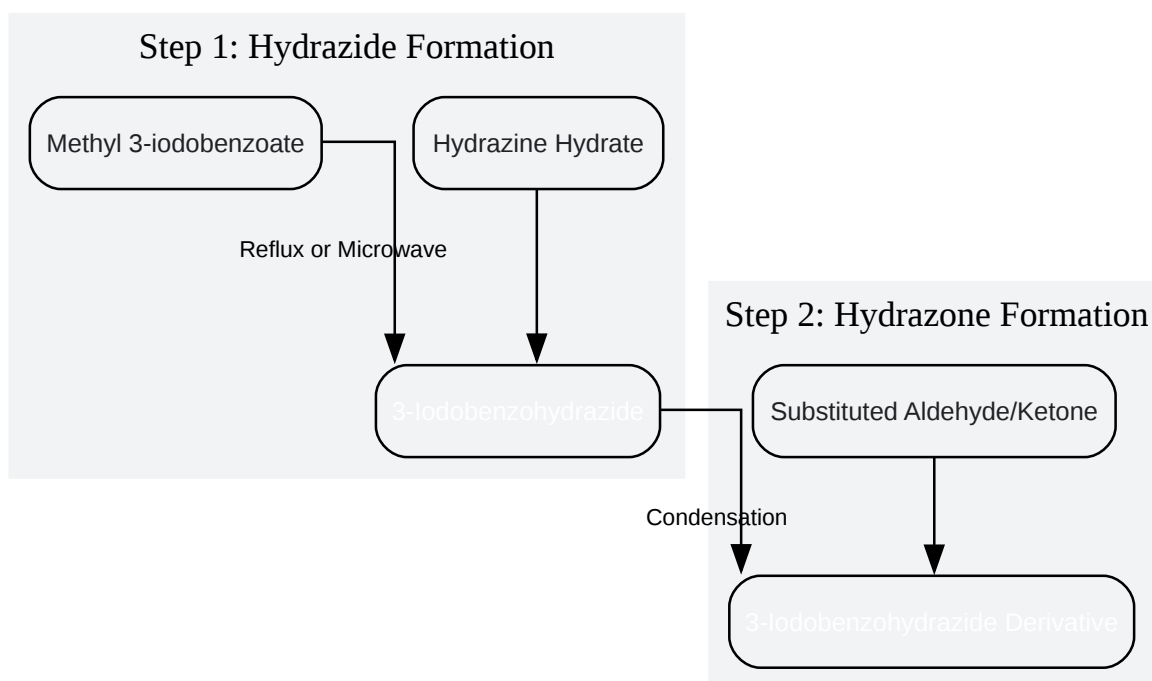 Step 1: Hydrazide Formation
Methyl 3-iodobenzoate
Hydrazine Hydrate
Reflux or Microwave
3-Iodobenzohydrazide
Step 2: Hydrazone Formation
Substituted Aldehyde/Ketone
Condensation
3-Iodobenzohydrazide Derivative